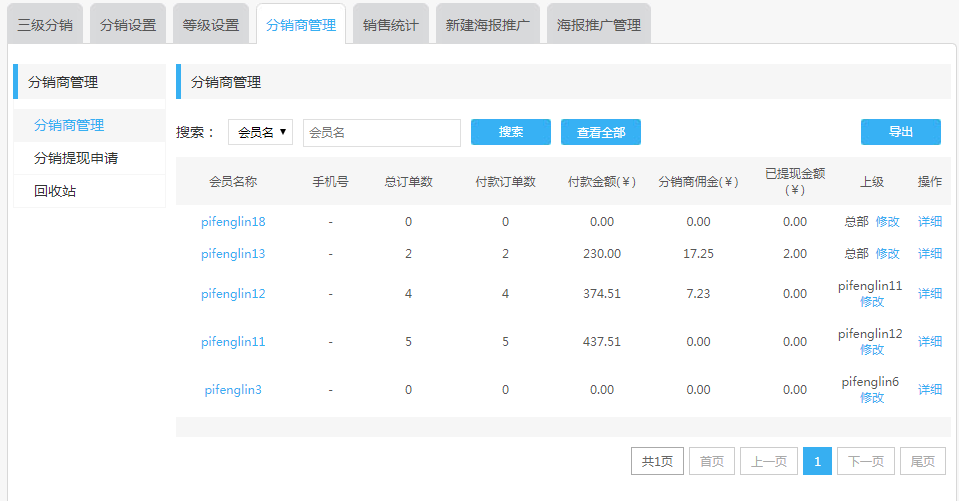 三级分销 分销设置 等级设置 分销商管理 销售统计 新建海报推广 海报推广管理
分销商管理
分销商管理
分销提现申请
回收站
分销商管理
搜索： 会员名 ▼ 会员名 搜索 查看全部 导出
会员名称 手机号 总订单数 付款订单数 付款金额(￥) 分销商佣金(￥) 已提现金额(￥) 上级 操作
pifenglin18 - 0 0 0.00 0.00 0.00 总部 修改 详细
pifenglin13 - 2 2 230.00 17.25 2.00 总部 修改 详细
pifenglin12 - 4 4 374.51 7.23 0.00 pifenglin11 修改 详细
pifenglin11 - 5 5 437.51 0.00 0.00 pifenglin12 修改 详细
pifenglin3 - 0 0 0.00 0.00 0.00 pifenglin6 修改 详细
共1页 首页 上一页 1 下一页 尾页